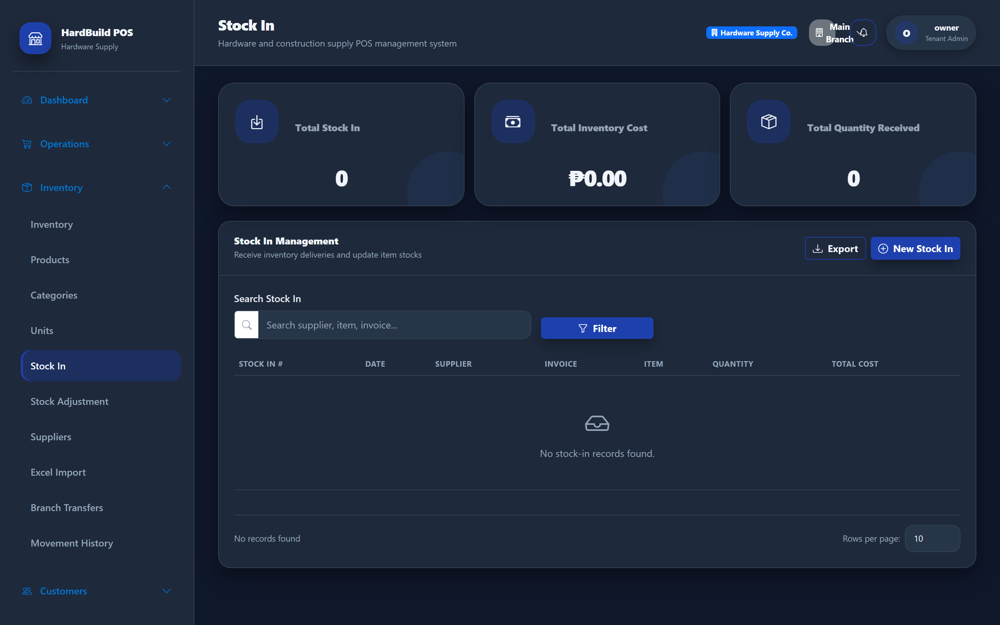 HardBuild POS
Hardware Supply
Dashboard
Operations
Inventory
Inventory
Products
Categories
Units
Stock In
Stock Adjustment
Suppliers
Excel Import
Branch Transfers
Movement History
Customers
Stock In
Hardware and construction supply POS management system
Hardware Supply Co.
Main
Branch
o
owner
Tenant Admin
Total Stock In
0
Total Inventory Cost
₱0.00
Total Quantity Received
0
Stock In Management
Receive inventory deliveries and update item stocks
Export
New Stock In
Search Stock In
Search supplier, item, invoice...
Filter
STOCK IN # DATE SUPPLIER INVOICE ITEM QUANTITY TOTAL COST
No stock-in records found.
No records found
Rows per page: 10